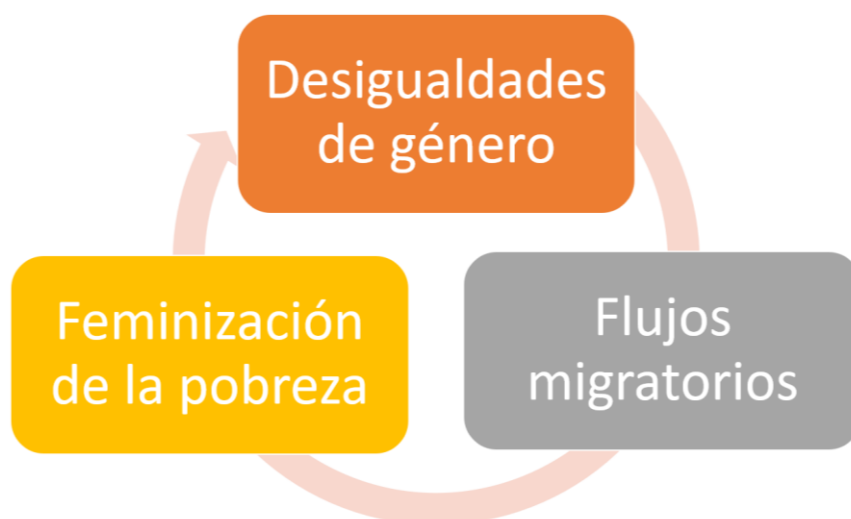 Desigualdades
de género
Feminización
de la pobreza
Flujos
migratorios